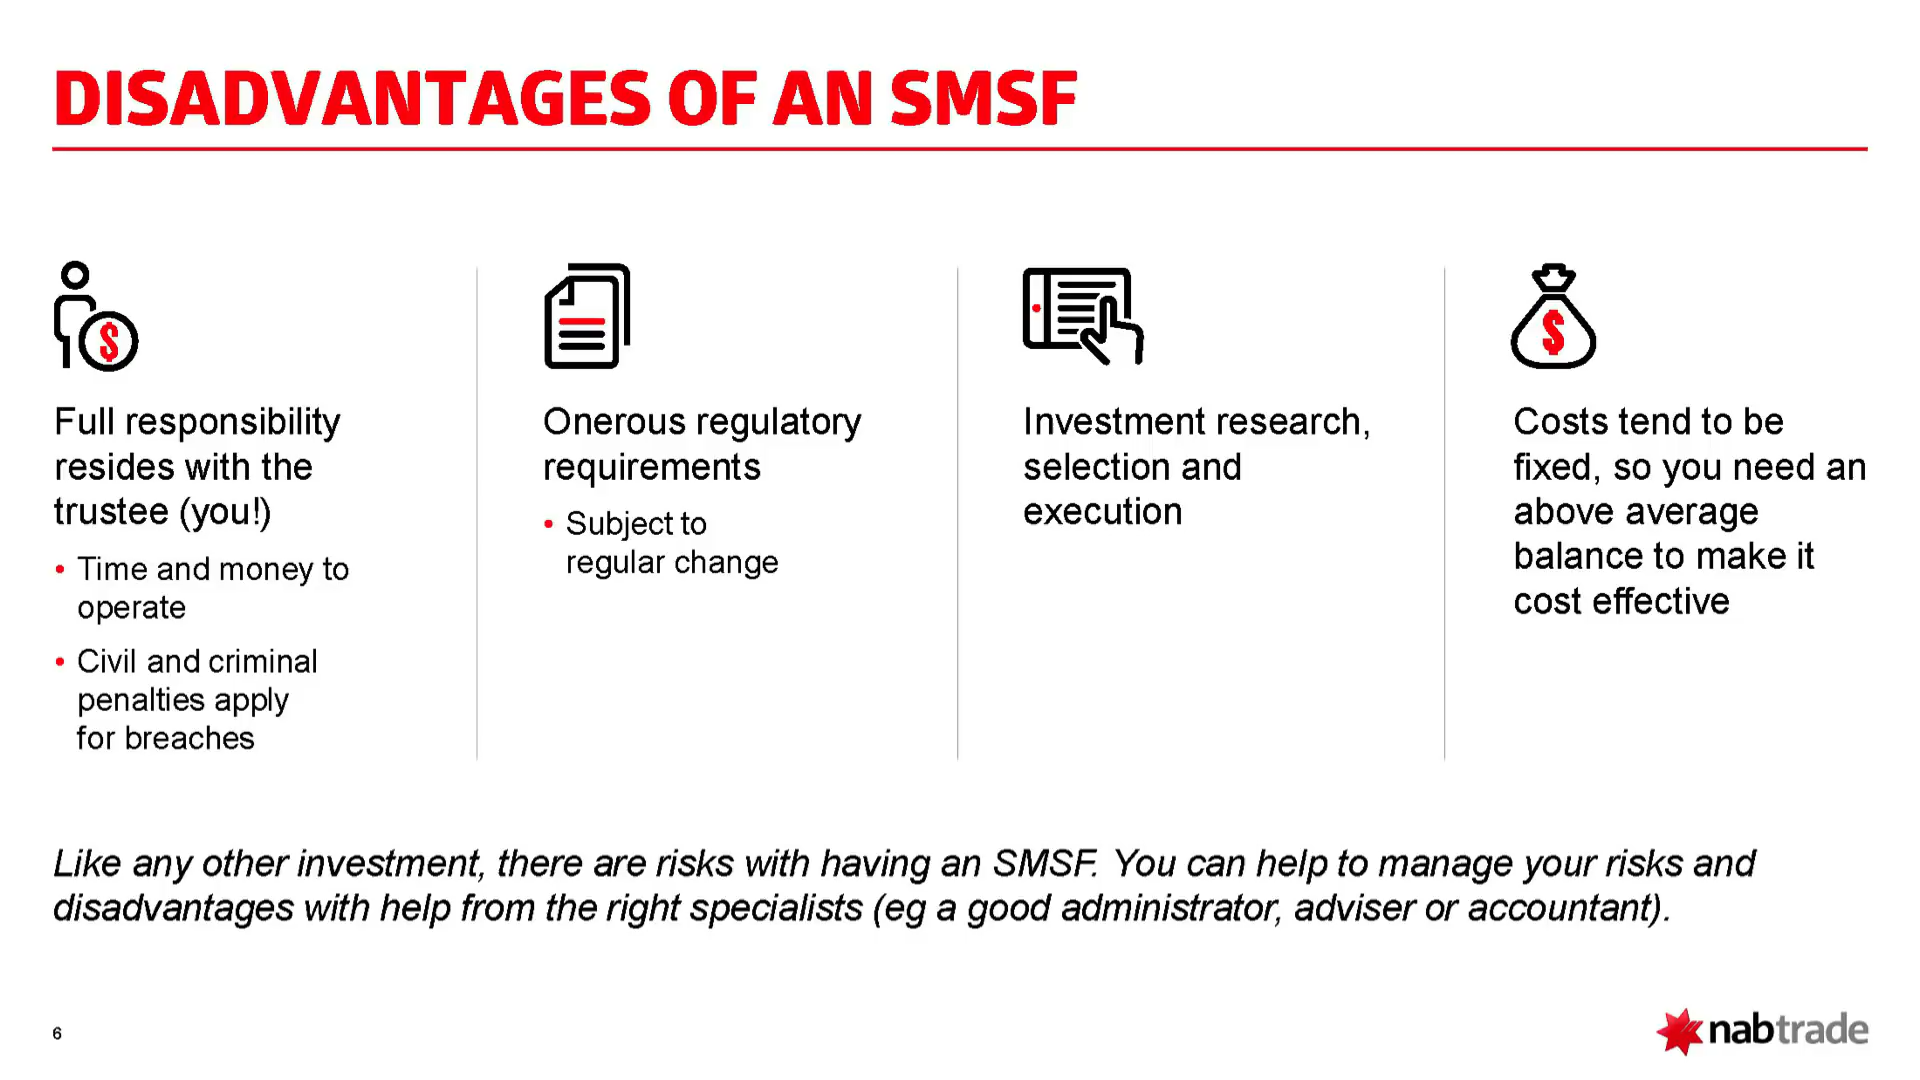 DISADVANTAGES OF AN SMSF
Full responsibility
resides with the
trustee (you!)
• Time and money to
operate
• Civil and criminal
penalties apply
for breaches
Onerous regulatory
requirements
• Subject to
regular change
Investment research,
selection and
execution
Costs tend to be
fixed, so you need an
above average
balance to make it
cost effective
Like any other investment, there are risks with having an SMSF. You can help to manage your risks and
disadvantages with help from the right specialists (eg a good administrator, adviser or accountant).
6
nabtrade